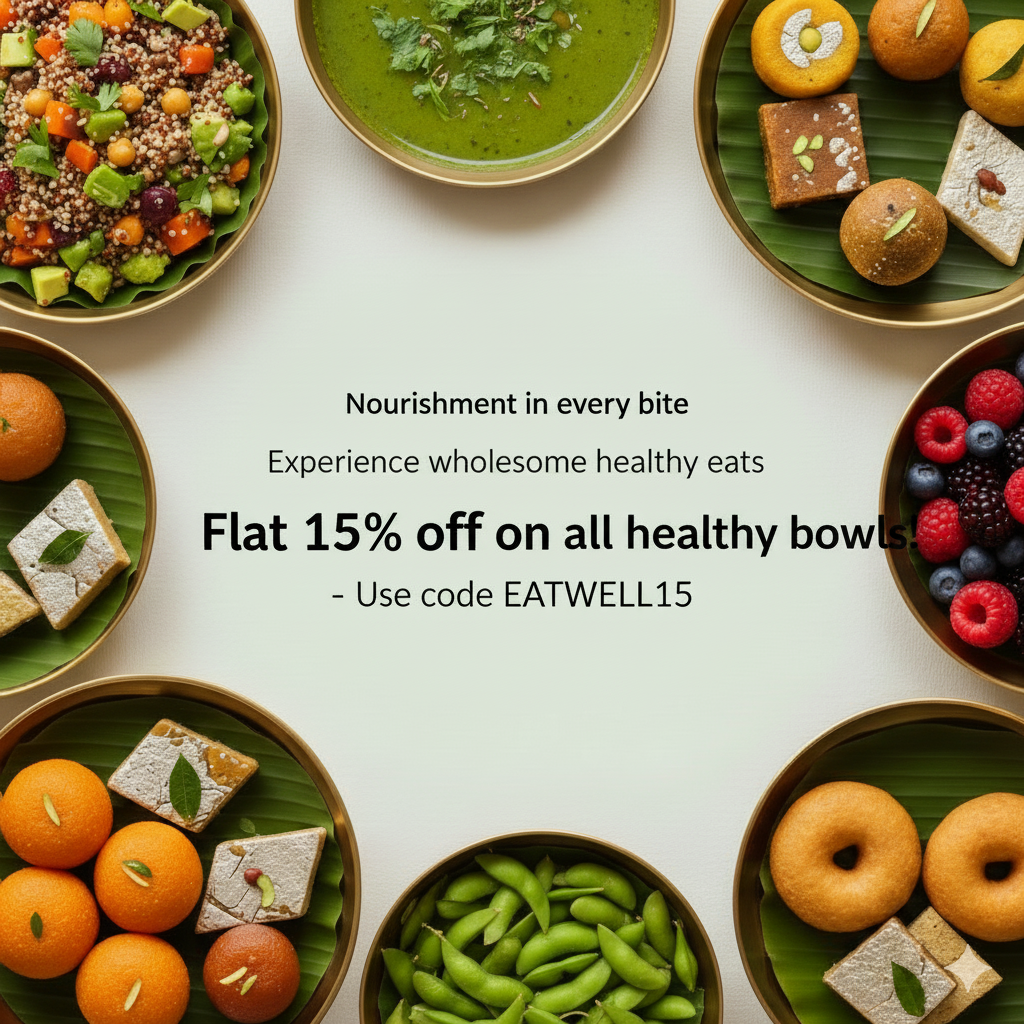 Nourishment in every bite
Experience wholesome healthy eats
Flat 15% off on all healthy bowls!
- Use code EATWELL15